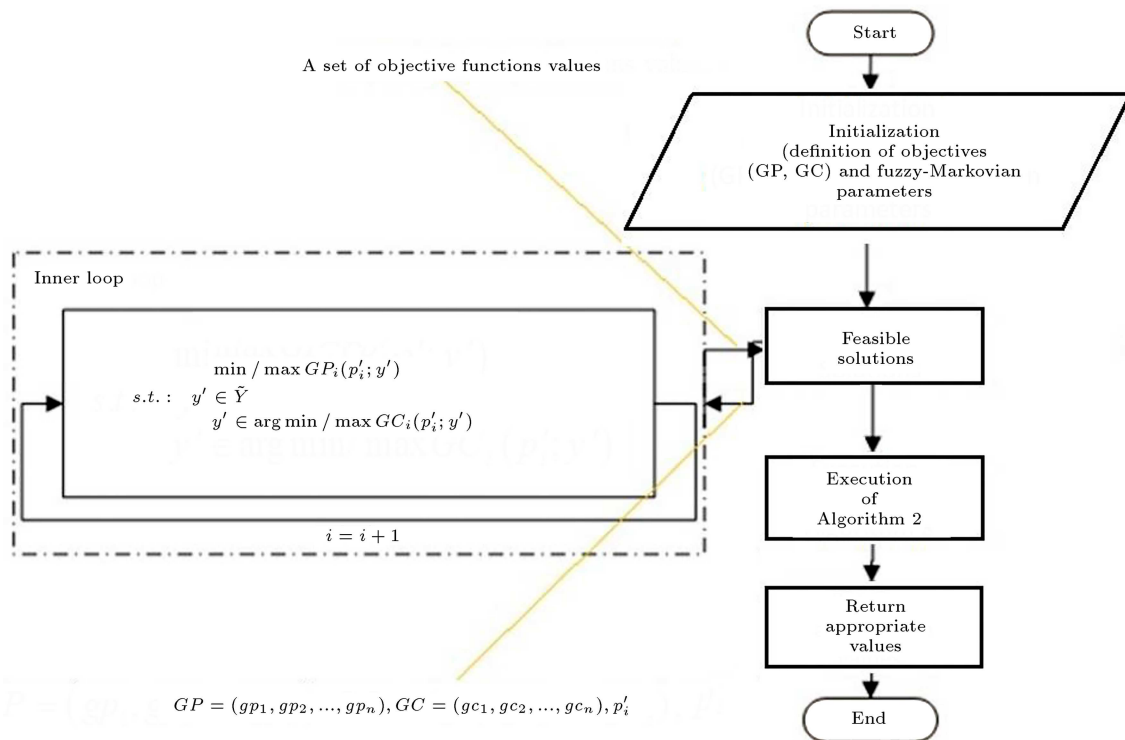 Start
A set of objective functions values
Initialization
(definition of objectives
(GP, GC) and fuzzy-Markovian
parameters
Inner loop
min / max GP_i(p'_i; y')
s.t. : y' ∈ Ỹ
y' ∈ arg min / max GC_i(p'_i; y')
i = i + 1
Feasible
solutions
Execution
of
Algorithm 2
Return
appropriate
values
GP = (gp_1, gp_2, ..., gp_n), GC = (gc_1, gc_2, ..., gc_n), p'_i
End